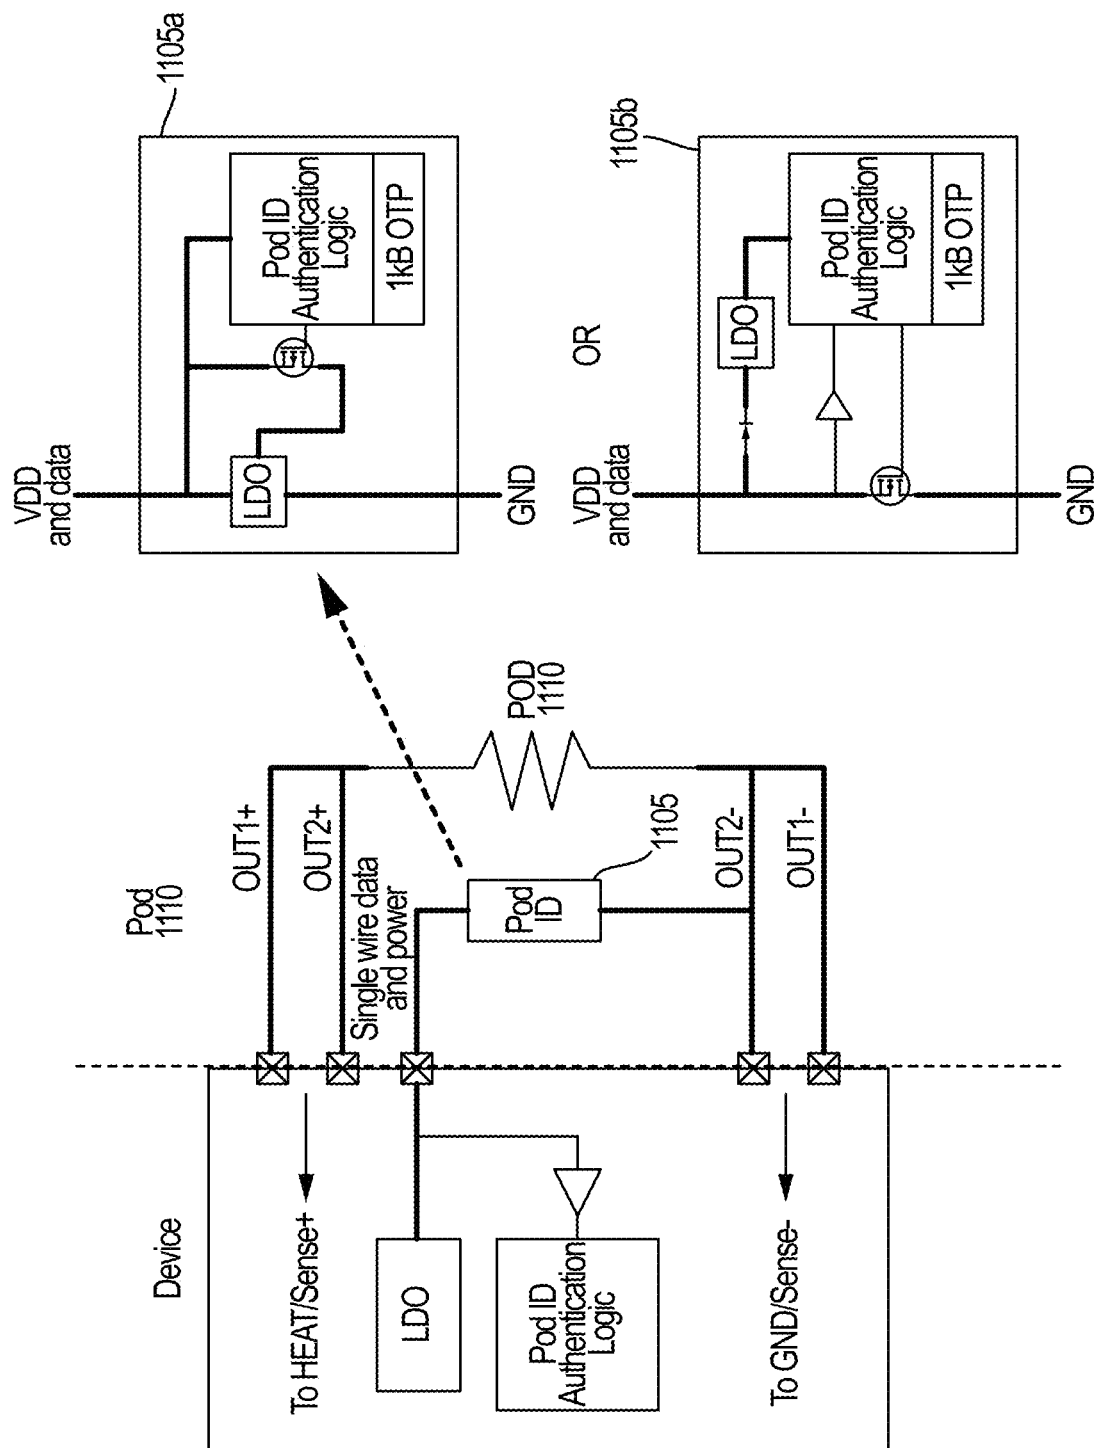 Device
To HEAT/Sense+
LDO
Pod ID
Authentication
Logic
To GND/Sense-
Pod
1110
OUT1+
OUT2+
Single wire data
and power
Pod
ID
1105
OUT2-
OUT1-
POD
1110
VDD
and data
LDO
GND
Pod ID
Authentication
Logic
1kB OTP
1105a
OR
VDD
and data
GND
LDO
Pod ID
Authentication
Logic
1kB OTP
1105b